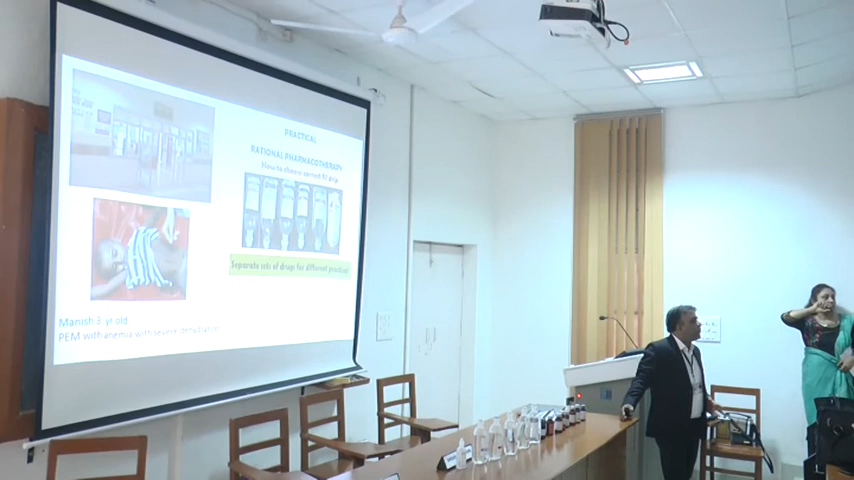 PRACTICAL
RATIONAL PHARMACOTHERAPY
How to choose correct IV drip
Separate sets of drugs for different practical
Manish 3 yr old
PEM with anemia with severe dehydration